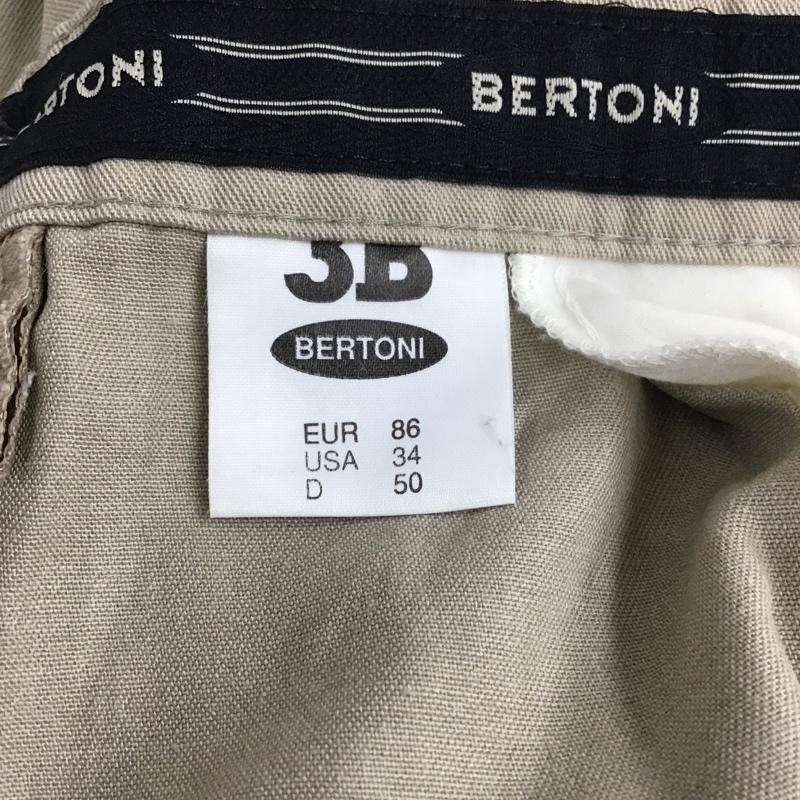 BERTONI
BERTONI
3B
BERTONI
EUR 86
USA 34
D 50